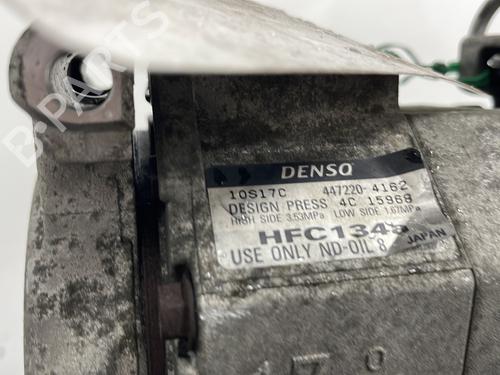 DENSO
10S17C 447220-4162
DESIGN PRESS 4C 15968
HIGH SIDE 3.53MPa LOW SIDE 1.67MPa
HFC134a
USE ONLY ND-OIL 8 JAPAN
B-PARTS